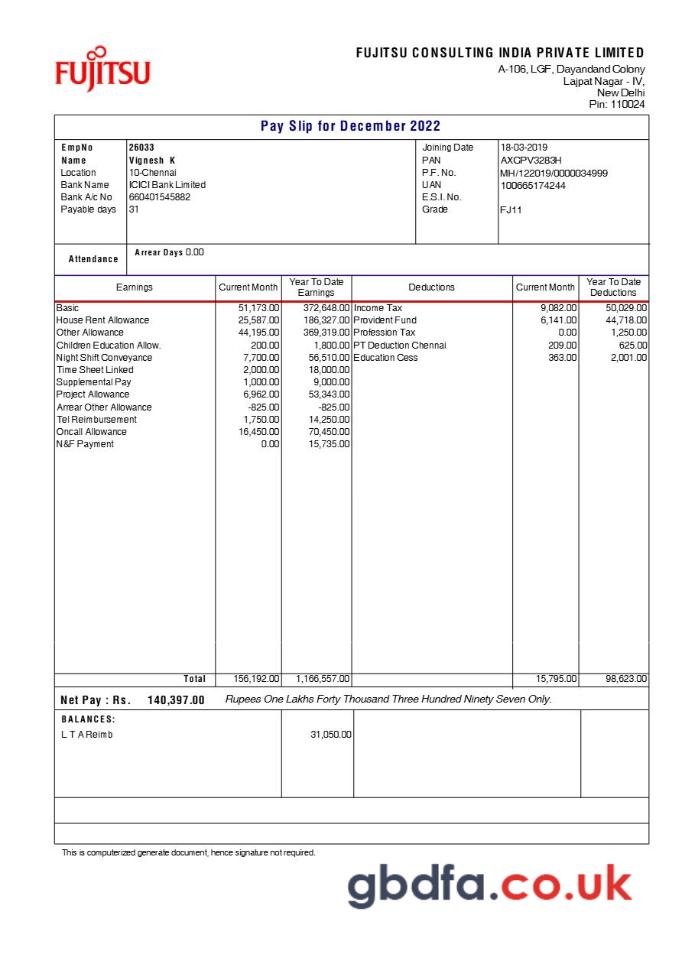 FUJITSU
FUJITSU CONSULTING INDIA PRIVATE LIMITED
A-106, LGF, Dayandand Colony
Lajpat Nagar - IV,
New Delhi
Pin: 110024
Pay Slip for December 2022
EmpNo 26033 Joining Date 18-03-2019
Name Vignesh K PAN AXCPV3283H
Location 10-Chennai P.F. No. MH/122019/0000034999
Bank Name ICICI Bank Limited UAN 100665174244
Bank A/c No 660401545882 E.S.I. No.
Payable days 31 Grade FJ11
Attendance Arrear Days 0.00
Earnings Current Month Year To Date Earnings Deductions Current Month Year To Date Deductions
Basic 51,173.00 372,648.00 Income Tax 9,082.00 50,029.00
House Rent Allowance 25,587.00 186,327.00 Provident Fund 6,141.00 44,718.00
Other Allowance 44,195.00 369,319.00 Profession Tax 0.00 1,250.00
Children Education Allow. 200.00 1,800.00 PT Deduction Chennai 209.00 625.00
Night Shift Conveyance 7,700.00 56,510.00 Education Cess 363.00 2,001.00
Time Sheet Linked 2,000.00 18,000.00
Supplemental Pay 1,000.00 9,000.00
Project Allowance 6,962.00 53,343.00
Arrear Other Allowance -825.00 -825.00
Tel Reimbursement 1,750.00 14,250.00
Oncall Allowance 16,450.00 70,450.00
N&F Payment 0.00 15,735.00
Total 156,192.00 1,166,557.00 15,795.00 98,623.00
Net Pay : Rs. 140,397.00 Rupees One Lakhs Forty Thousand Three Hundred Ninety Seven Only.
BALANCES:
L T A Reimb 31,050.00
This is computerized generate document, hence signature not required.
gbdfa.co.uk